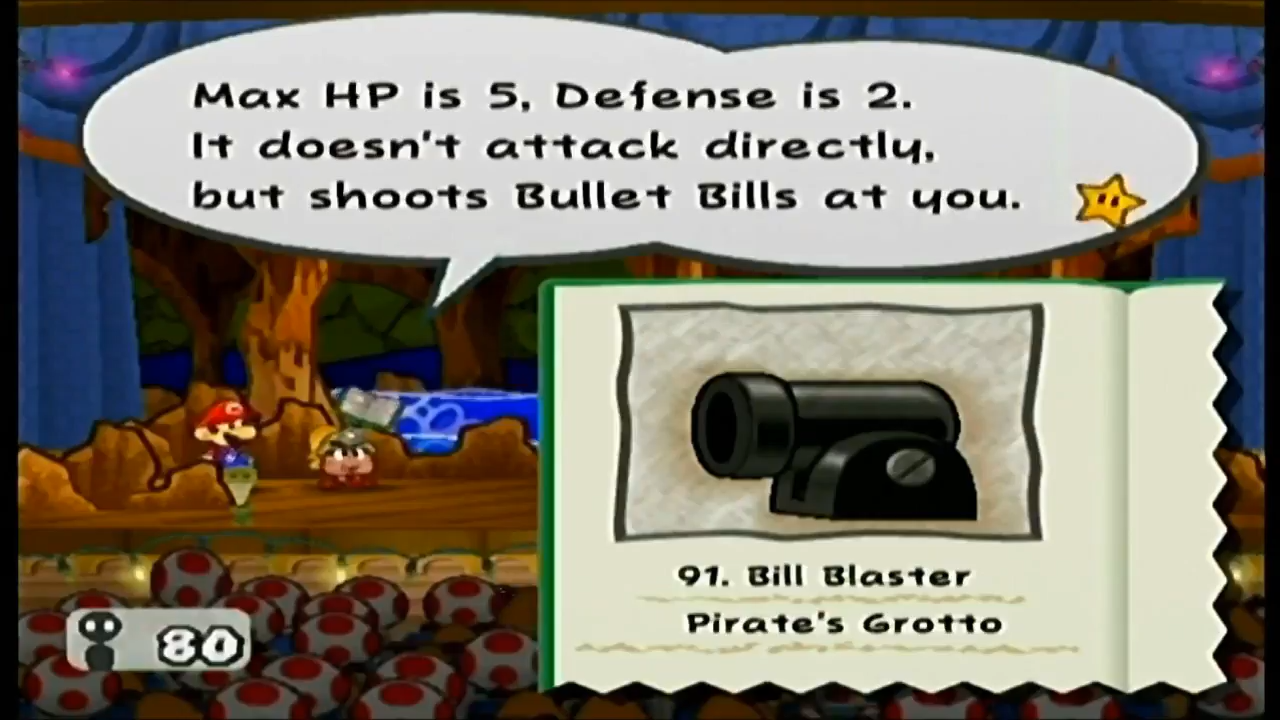 Max HP is 5, Defense is 2.
It doesn't attack directly,
but shoots Bullet Bills at you.
91. Bill Blaster
Pirate's Grotto
80